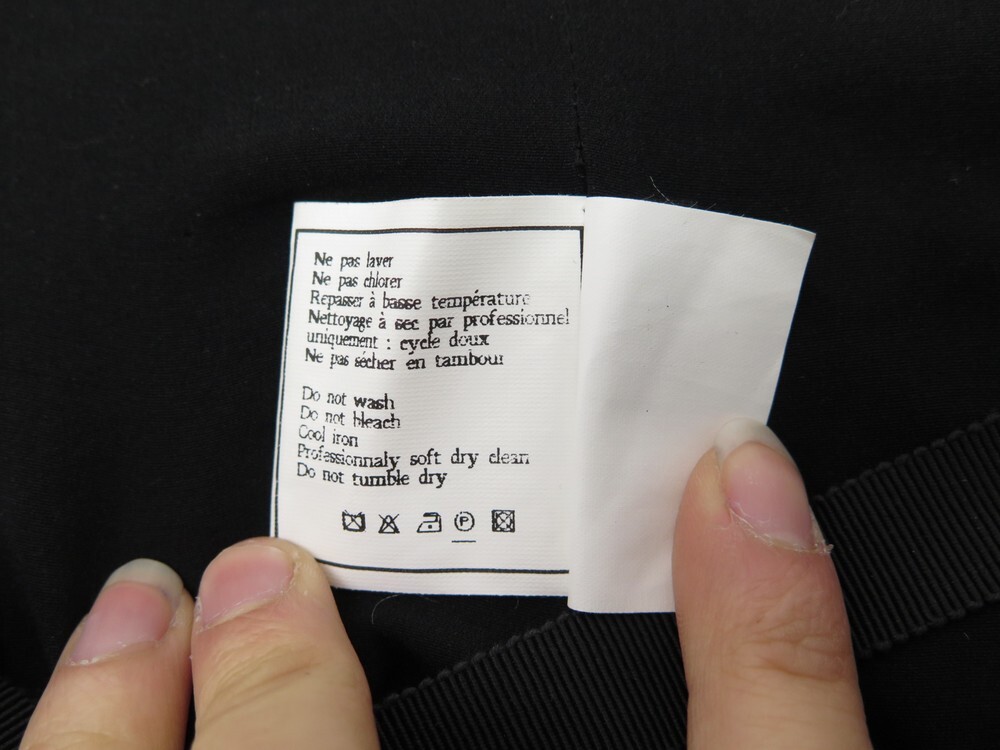 Ne pas laver
Ne pas chlorer
Repasser à basse température
Nettoyage à sec par professionnel
uniquement : cycle doux
Ne pas sécher en tambour
Do not wash
Do not bleach
Cool iron
Professionnaly soft dry clean
Do not tumble dry
P